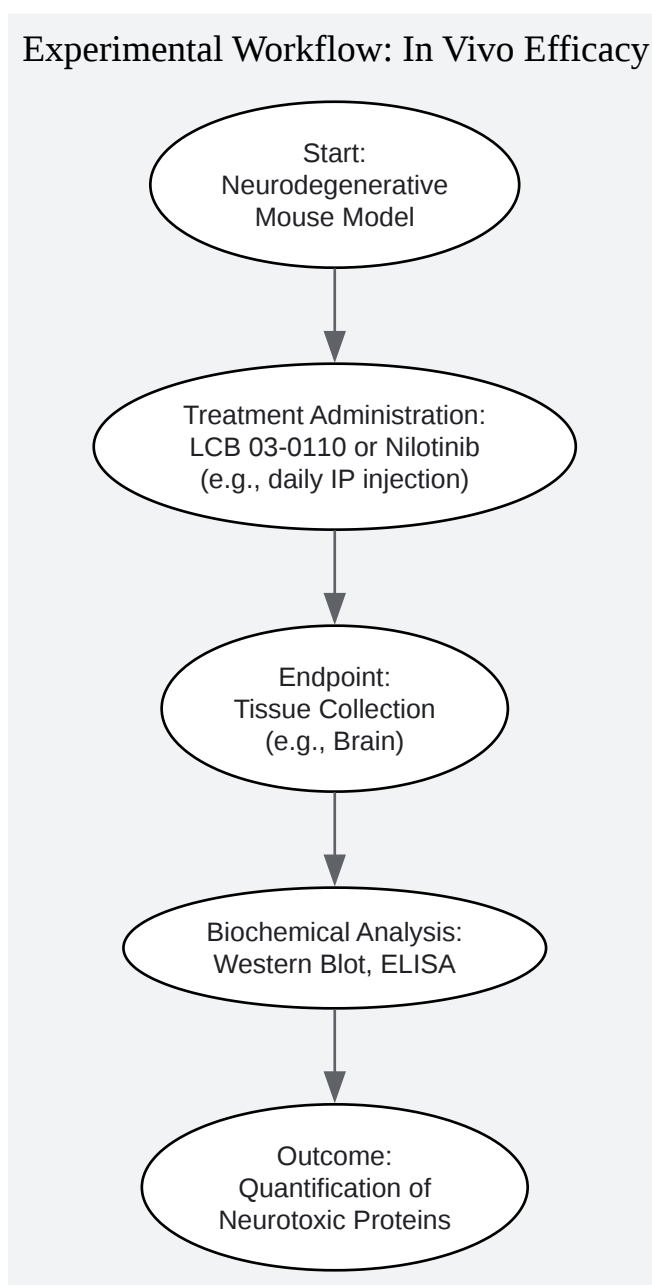 Experimental Workflow: In Vivo Efficacy
Start:
Neurodegenerative
Mouse Model
Treatment Administration:
LCB 03-0110 or Nilotinib
(e.g., daily IP injection)
Endpoint:
Tissue Collection
(e.g., Brain)
Biochemical Analysis:
Western Blot, ELISA
Outcome:
Quantification of
Neurotoxic Proteins